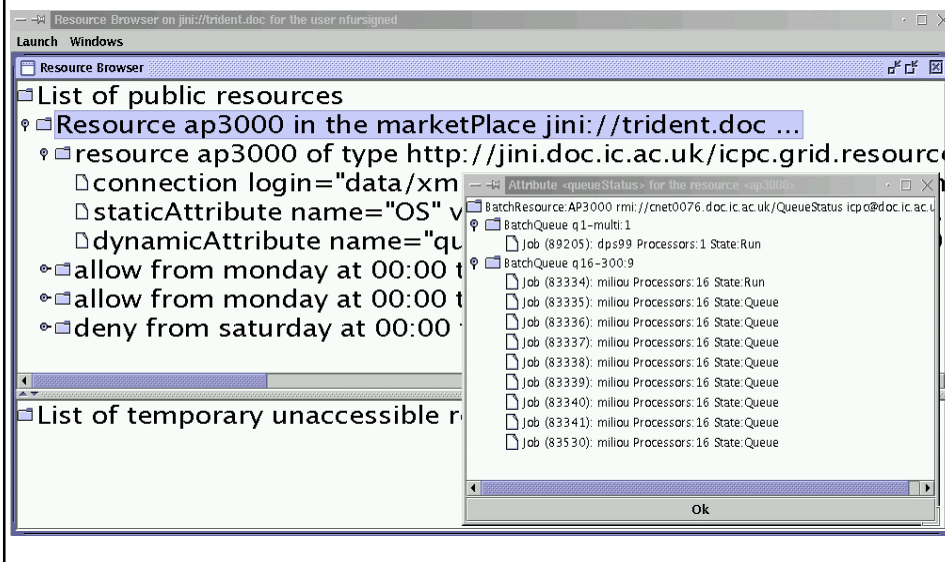 Resource Browser on jini://trident.doc for the user nfursigned
Launch Windows
Resource Browser
List of public resources
Resource ap3000 in the marketPlace jini://trident.doc ...
resource ap3000 of type http://jini.doc.ic.ac.uk/icpc.grid.resourc
connection login="data/xm
staticAttribute name="OS" v
dynamicAttribute name="qu
allow from monday at 00:00 t
allow from monday at 00:00 t
deny from saturday at 00:00
List of temporary unaccessible r
Attribute <queueStatus> for the resource <ap3000>
BatchResource:AP3000 rmi://cnet0076.doc.ic.ac.uk/QueueStatus icpc@doc.ic.ac.u
BatchQueue q1-multi:1
Job (89205): dps99 Processors:1 State:Run
BatchQueue q16-300:9
Job (83334): miliou Processors:16 State:Run
Job (83335): miliou Processors:16 State:Queue
Job (83336): miliou Processors:16 State:Queue
Job (83337): miliou Processors:16 State:Queue
Job (83338): miliou Processors:16 State:Queue
Job (83339): miliou Processors:16 State:Queue
Job (83340): miliou Processors:16 State:Queue
Job (83341): miliou Processors:16 State:Queue
Job (83530): miliou Processors:16 State:Queue
Ok